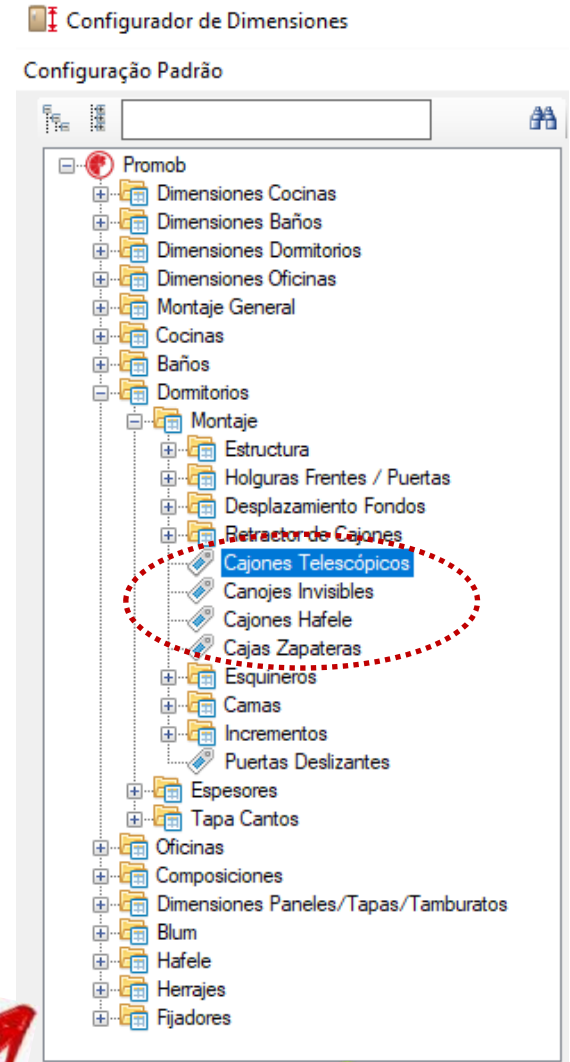 Configurador de Dimensiones
Configuração Padrão
Promob
Dimensiones Cocinas
Dimensiones Baños
Dimensiones Dormitorios
Dimensiones Oficinas
Montaje General
Cocinas
Baños
Dormitorios
Montaje
Estructura
Holguras Frentes / Puertas
Desplazamiento Fondos
Retractor de Cajones
Cajones Telescópicos
Canojes Invisibles
Cajones Hafele
Cajas Zapateras
Esquineros
Camas
Incrementos
Puertas Deslizantes
Espesores
Tapa Cantos
Oficinas
Composiciones
Dimensiones Paneles/Tapas/Tamburatos
Blum
Hafele
Herrajes
Fijadores